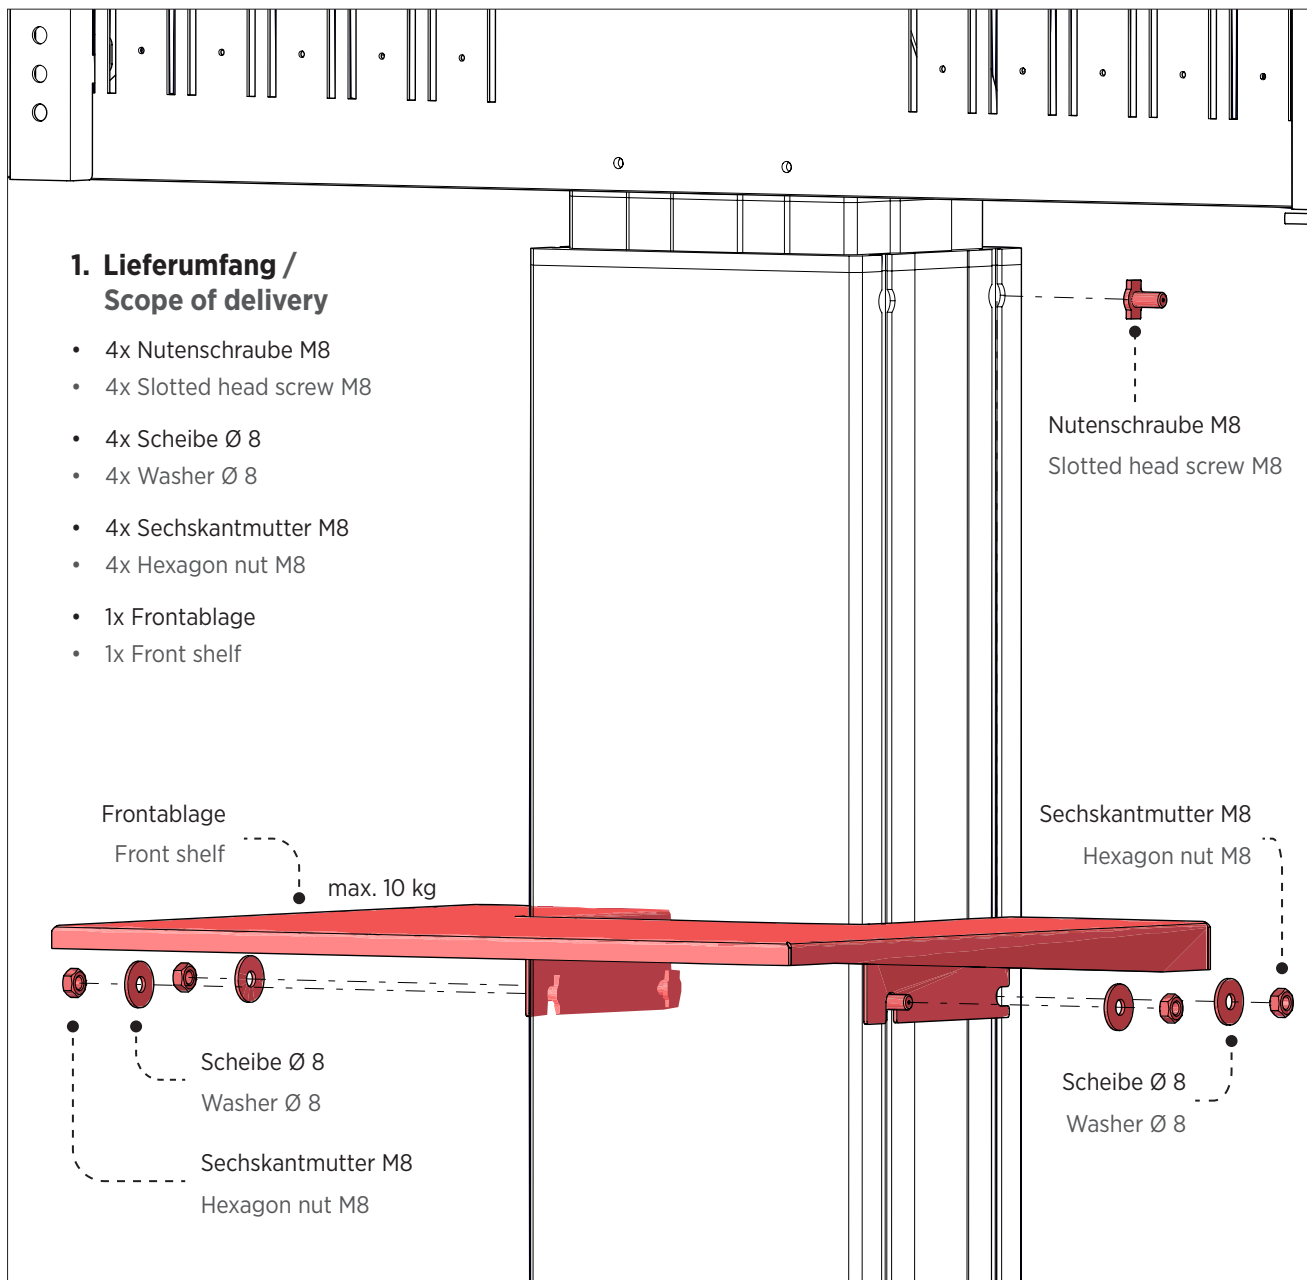 1. Lieferumfang /
Scope of delivery
• 4x Nutenschraube M8
• 4x Slotted head screw M8
• 4x Scheibe Ø 8
• 4x Washer Ø 8
• 4x Sechskantmutter M8
• 4x Hexagon nut M8
• 1x Frontablage
• 1x Front shelf
Nutenschraube M8
Slotted head screw M8
Frontablage
Front shelf
max. 10 kg
Sechskantmutter M8
Hexagon nut M8
Scheibe Ø 8
Washer Ø 8
Sechskantmutter M8
Hexagon nut M8
Scheibe Ø 8
Washer Ø 8